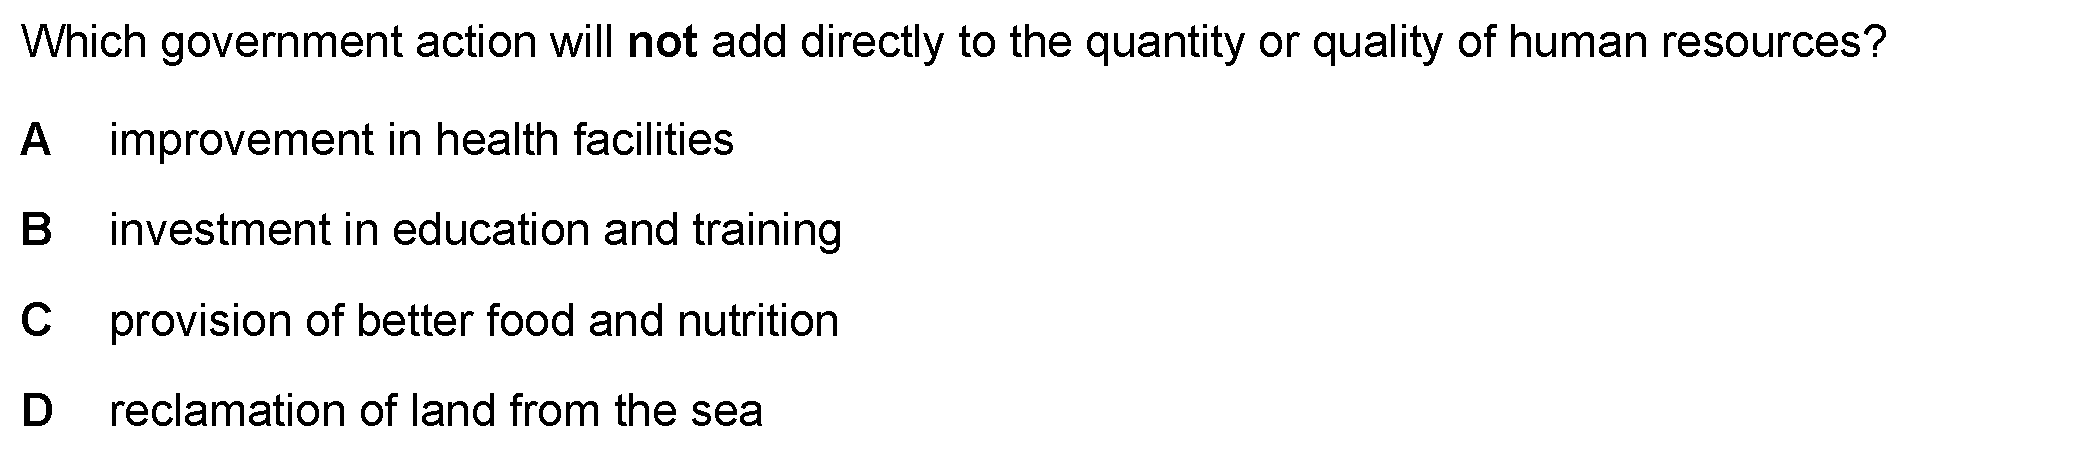 Which government action will not add directly to the quantity or quality of human resources?
A improvement in health facilities
B investment in education and training
C provision of better food and nutrition
D reclamation of land from the sea